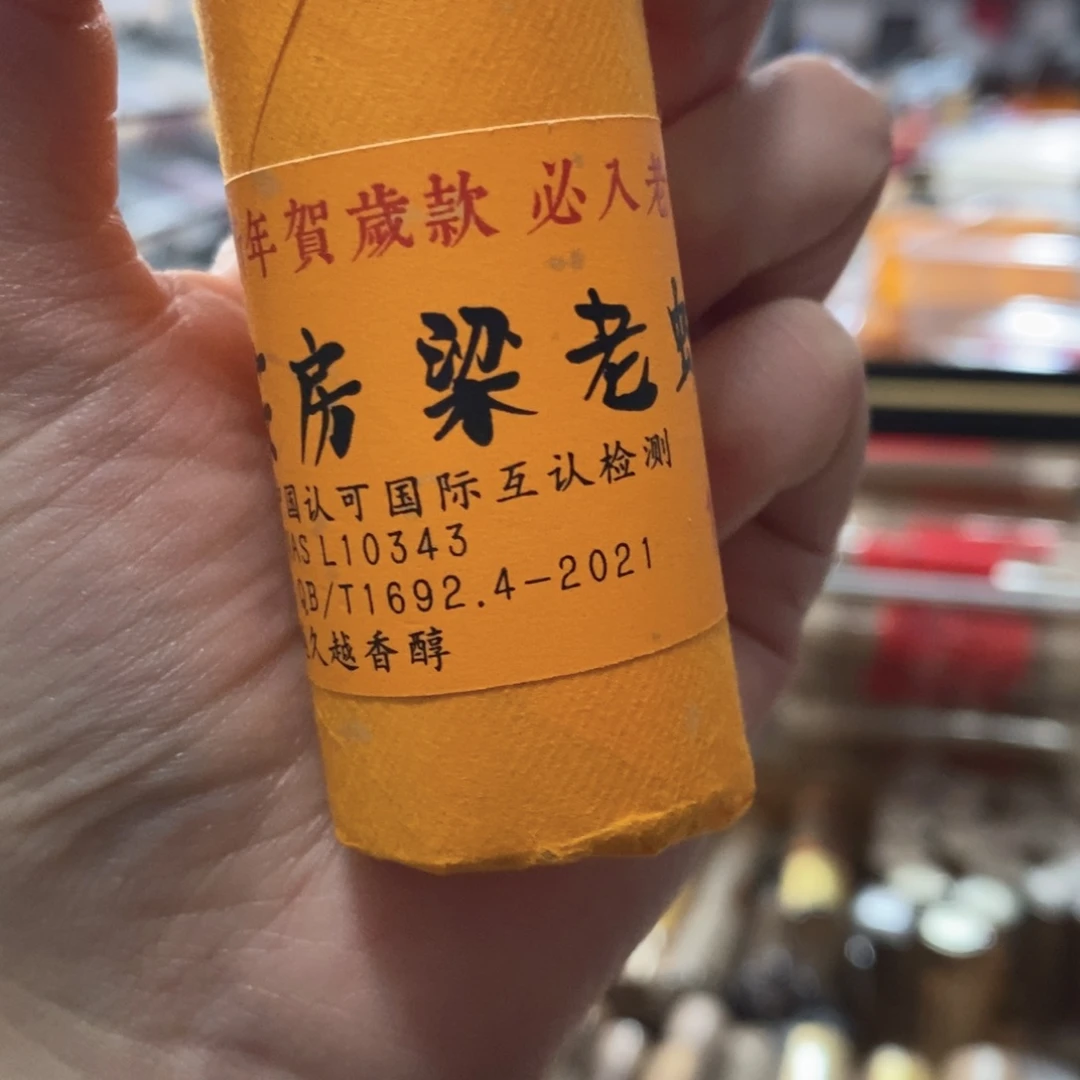 年賀歲款 必入老
房梁老
国认可国际互认检测
AS L10343
QB/T1692.4-2021
久越香醇